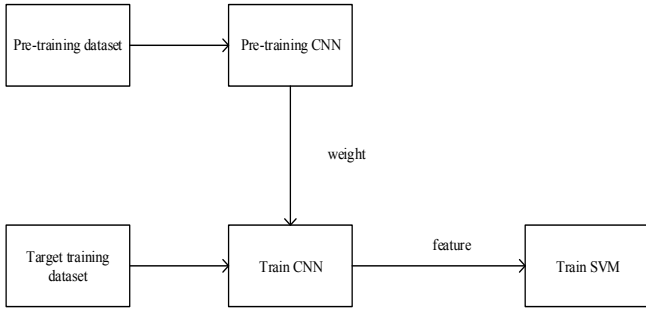 Pre-training dataset
Pre-training CNN
weight
Target training
dataset
Train CNN
feature
Train SVM